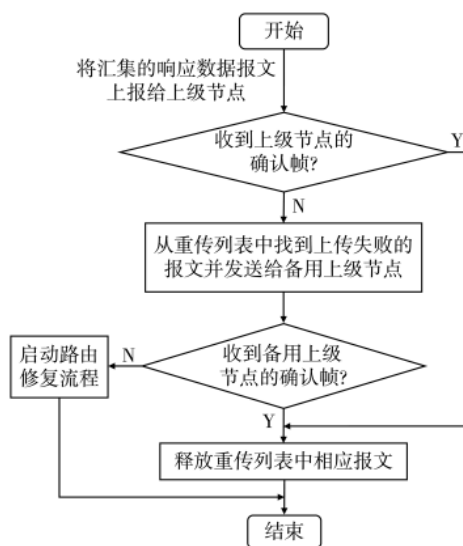 开始
将汇集的响应数据报文
上报给上级节点
收到上级节点的
确认帧?
Y
N
从重传列表中找到上传失败的
报文并发送给备用上级节点
启动路由
修复流程
N
收到备用上级
节点的确认帧?
Y
释放重传列表中相应报文
结束